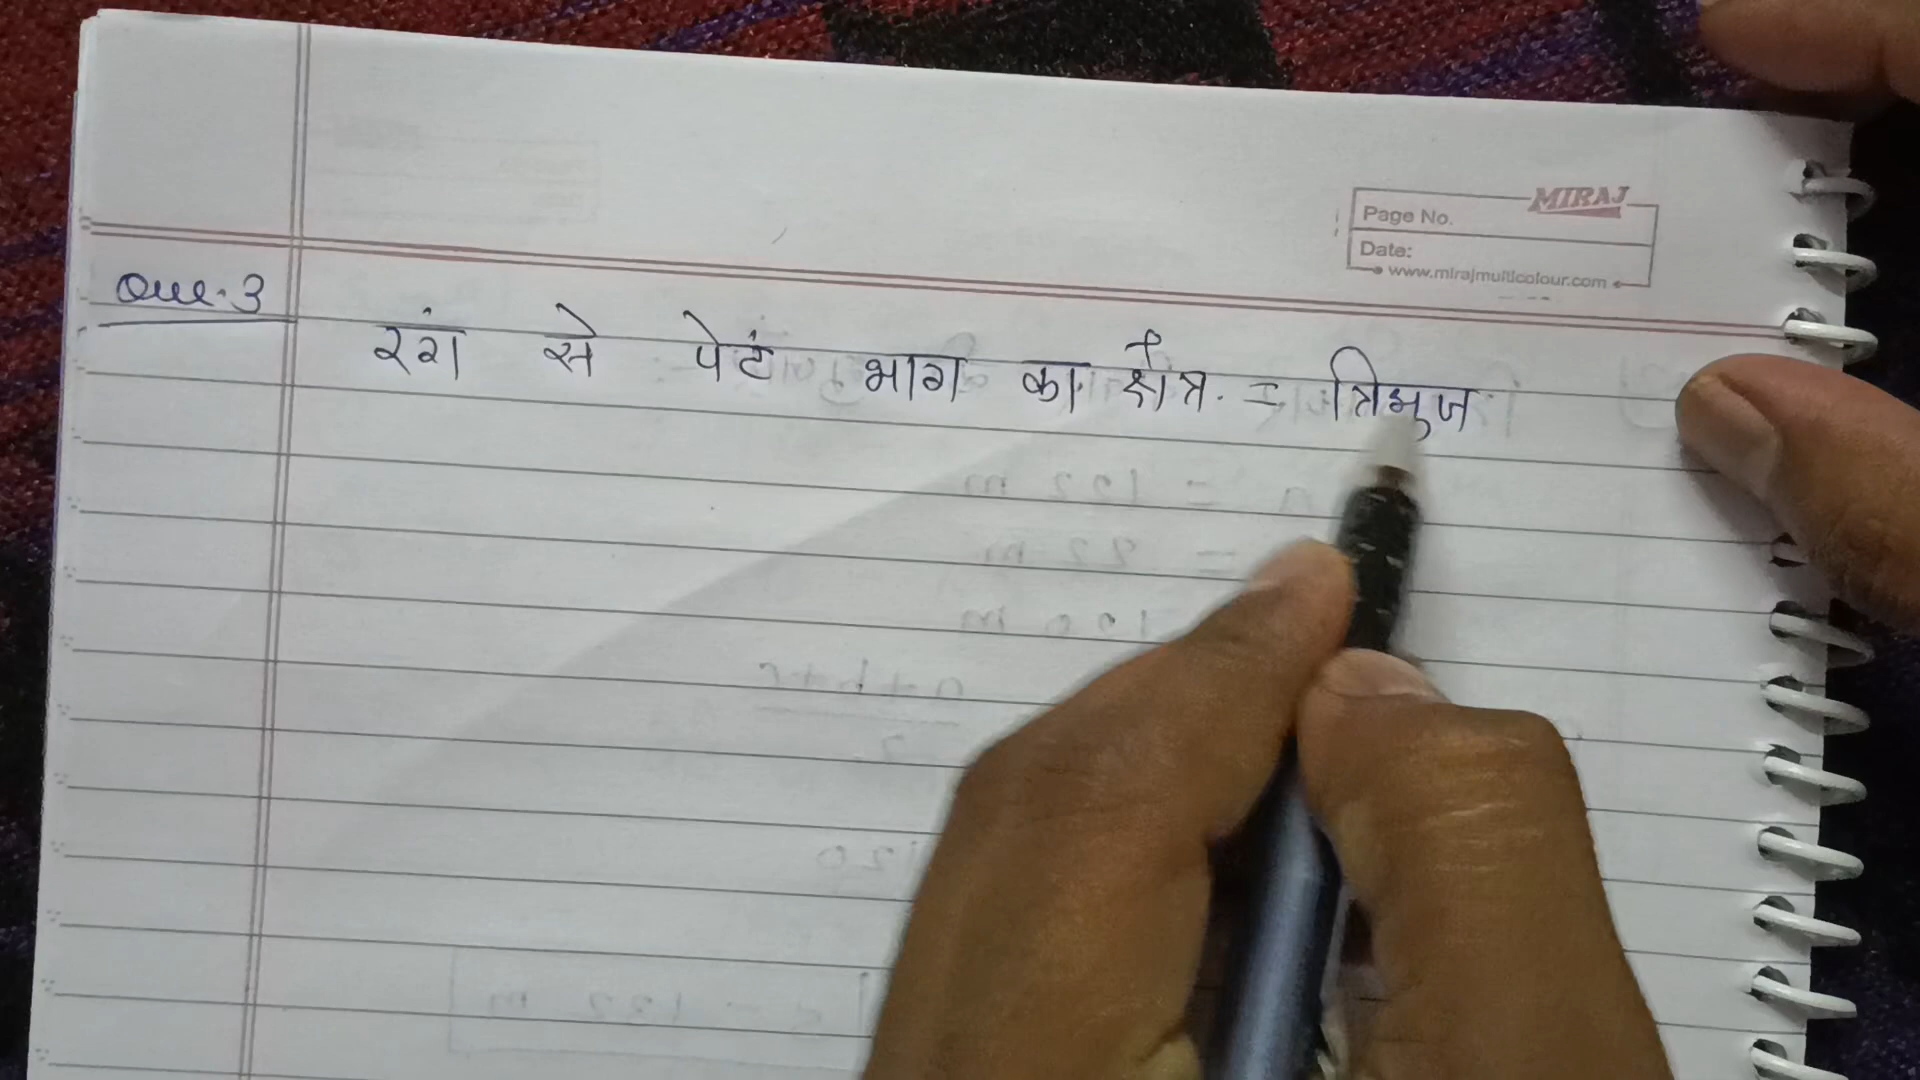 MIRAJ
Page No.
Date:
www.mirajmulticolour.com
Que.3
रंग से पेटं भाग का क्षैत्र. = त्रिभुज